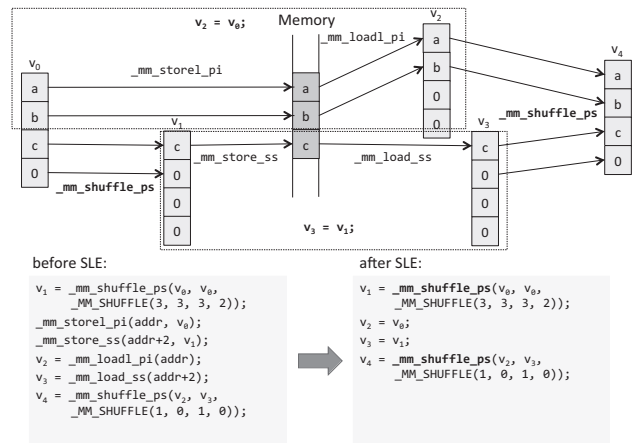 v₂ = v₀;
Memory
v₂
v₀
_mm_loadl_pi
v₄
a
_mm_storel_pi
a
a
a
b
b
b
b
0
_mm_shuffle_ps
c
v₁
0
v₃
c
c
_mm_store_ss
c
_mm_load_ss
c
0
0
0
0
_mm_shuffle_ps
0
0
0
v₃ = v₁;
0
before SLE:
v₁ = _mm_shuffle_ps(v₀, v₀,
_MM_SHUFFLE(3, 3, 3, 2));
_mm_storel_pi(addr, v₀);
_mm_store_ss(addr+2, v₁);
v₂ = _mm_loadl_pi(addr);
v₃ = _mm_load_ss(addr+2);
v₄ = _mm_shuffle_ps(v₂, v₃,
_MM_SHUFFLE(1, 0, 1, 0));
after SLE:
v₁ = _mm_shuffle_ps(v₀, v₀,
_MM_SHUFFLE(3, 3, 3, 2));
v₂ = v₀;
v₃ = v₁;
v₄ = _mm_shuffle_ps(v₂, v₃,
_MM_SHUFFLE(1, 0, 1, 0));